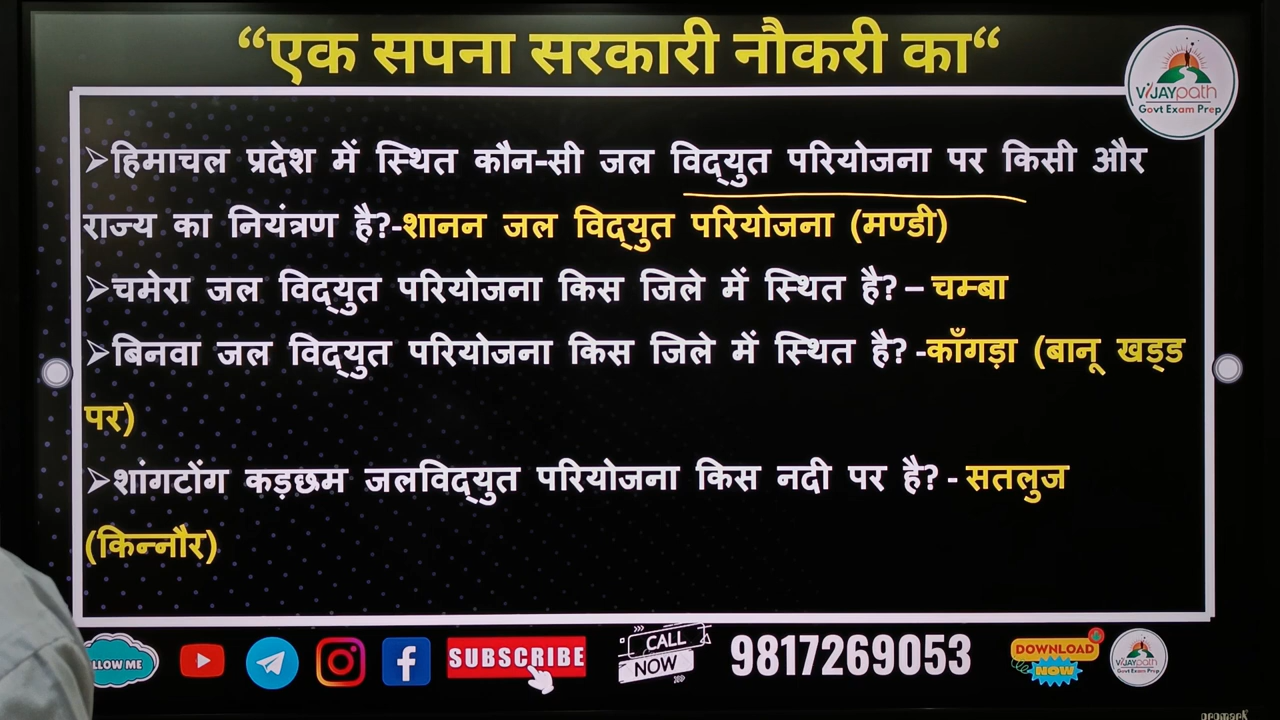 “एक सपना सरकारी नौकरी का“
VIJAYpath
Govt Exam Prep
➢हिमाचल प्रदेश में स्थित कौन-सी जल विद्युत परियोजना पर किसी और
राज्य का नियंत्रण है?-शानन जल विद्युत परियोजना (मण्डी)
➢चमेरा जल विद्युत परियोजना किस जिले में स्थित है? – चम्बा
➢बिनवा जल विद्युत परियोजना किस जिले में स्थित है? -काँगड़ा (बानू खड्ड
पर)
➢शांगटोंग कड़छम जलविद्युत परियोजना किस नदी पर है? - सतलुज
(किन्नौर)
LLOW ME
SUBSCRIBE
CALL
NOW
9817269053
DOWNLOAD
NOW
VIJAYpath
Govt Exam Prep